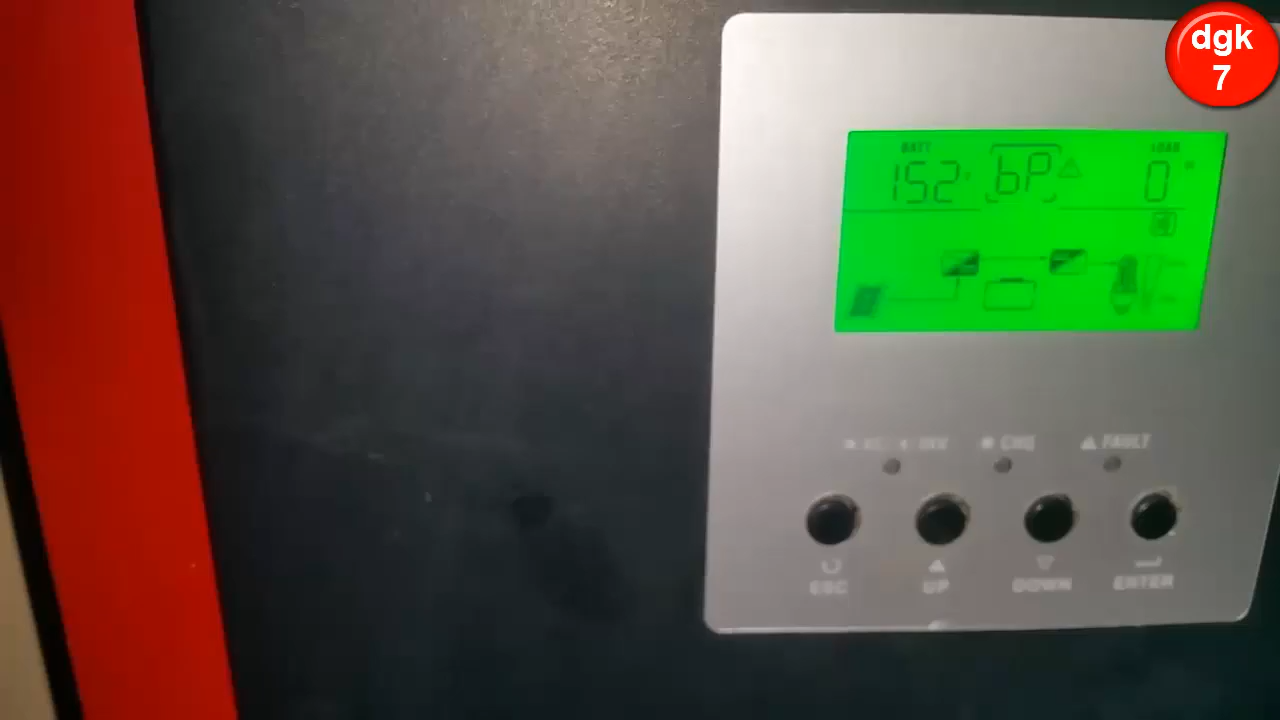 dgk
7
BATT LOAD
152 bP 0
CHG FAULT
ESC UP DOWN ENTER